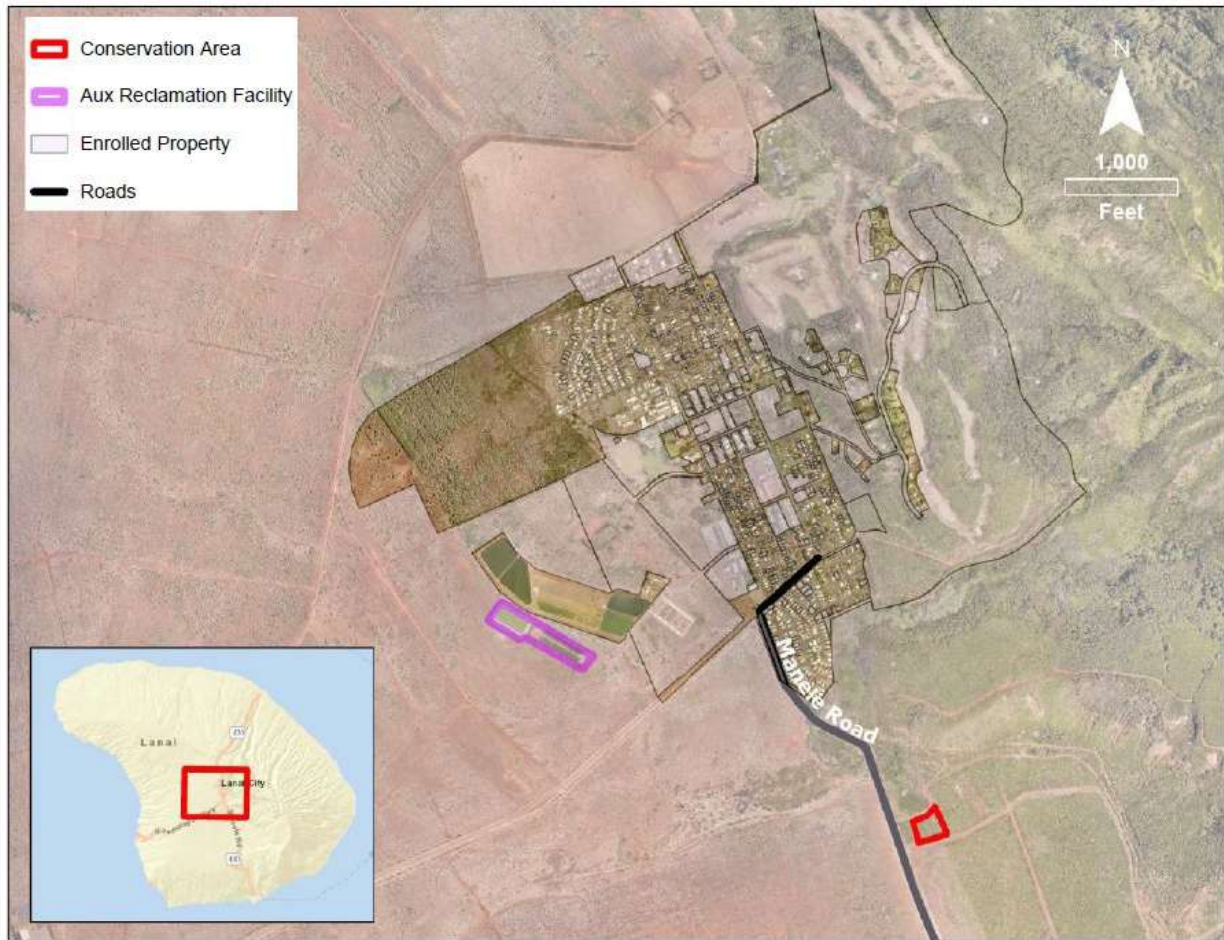 Conservation Area
Aux Reclamation Facility
Enrolled Property
Roads
N
1,000
Feet
Manele Road
Lanai
Lanai City